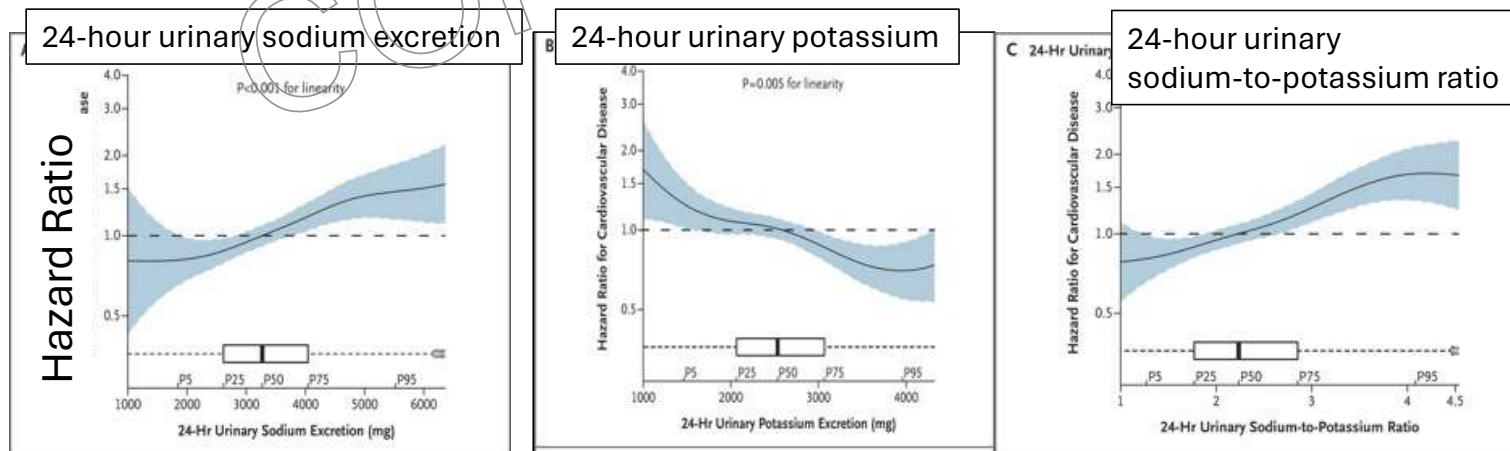 24-hour urinary sodium excretion
P<0.001 for linearity
ase
Hazard Ratio
4.0
3.0
2.0
1.5
1.0
0.5
P5 P25 P50 P75 P95
1000 2000 3000 4000 5000 6000
24-Hr Urinary Sodium Excretion (mg)
B
24-hour urinary potassium
P=0.005 for linearity
Hazard Ratio for Cardiovascular Disease
4.0
3.0
2.0
1.5
1.0
0.5
P5 P25 P50 P75 P95
1000 2000 3000 4000
24-Hr Urinary Potassium Excretion (mg)
C 24-Hr Urinary
24-hour urinary
sodium-to-potassium ratio
Hazard Ratio for Cardiovascular Disease
4.0
3.0
2.0
1.5
1.0
0.5
P5 P25 P50 P75 P95
1 2 3 4 4.5
24-Hr Urinary Sodium-to-Potassium Ratio